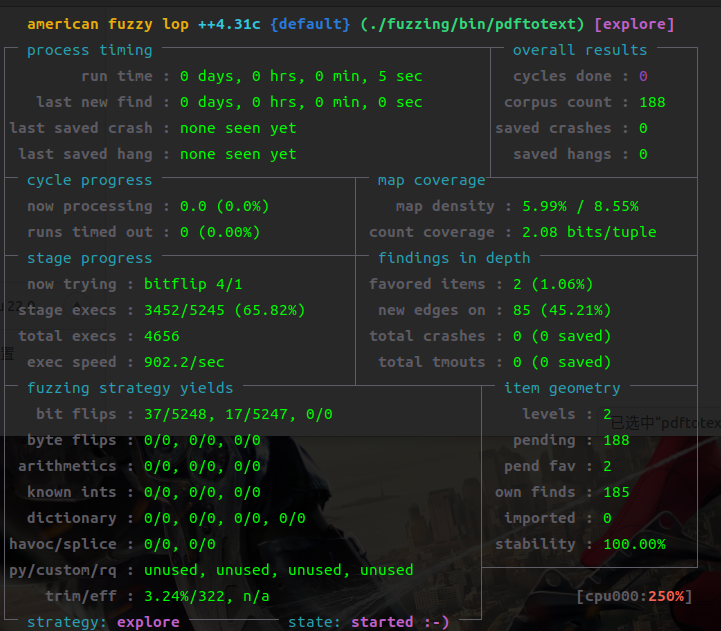 american fuzzy lop ++4.31c {default} (./fuzzing/bin/pdftotext) [explore]
process timing overall results
run time : 0 days, 0 hrs, 0 min, 5 sec cycles done : 0
last new find : 0 days, 0 hrs, 0 min, 0 sec corpus count : 188
last saved crash : none seen yet saved crashes : 0
last saved hang : none seen yet saved hangs : 0
cycle progress map coverage
now processing : 0.0 (0.0%) map density : 5.99% / 8.55%
runs timed out : 0 (0.00%) count coverage : 2.08 bits/tuple
stage progress findings in depth
now trying : bitflip 4/1 favored items : 2 (1.06%)
stage execs : 3452/5245 (65.82%) new edges on : 85 (45.21%)
total execs : 4656 total crashes : 0 (0 saved)
置
exec speed : 902.2/sec total tmouts : 0 (0 saved)
fuzzing strategy yields item geometry
bit flips : 37/5248, 17/5247, 0/0 levels : 2
已选中"pdftotex
byte flips : 0/0, 0/0, 0/0 pending : 188
arithmetics : 0/0, 0/0, 0/0 pend fav : 2
known ints : 0/0, 0/0, 0/0 own finds : 185
dictionary : 0/0, 0/0, 0/0, 0/0 imported : 0
havoc/splice : 0/0, 0/0 stability : 100.00%
py/custom/rq : unused, unused, unused, unused
trim/eff : 3.24%/322, n/a [cpu000:250%]
strategy: explore state: started :-)